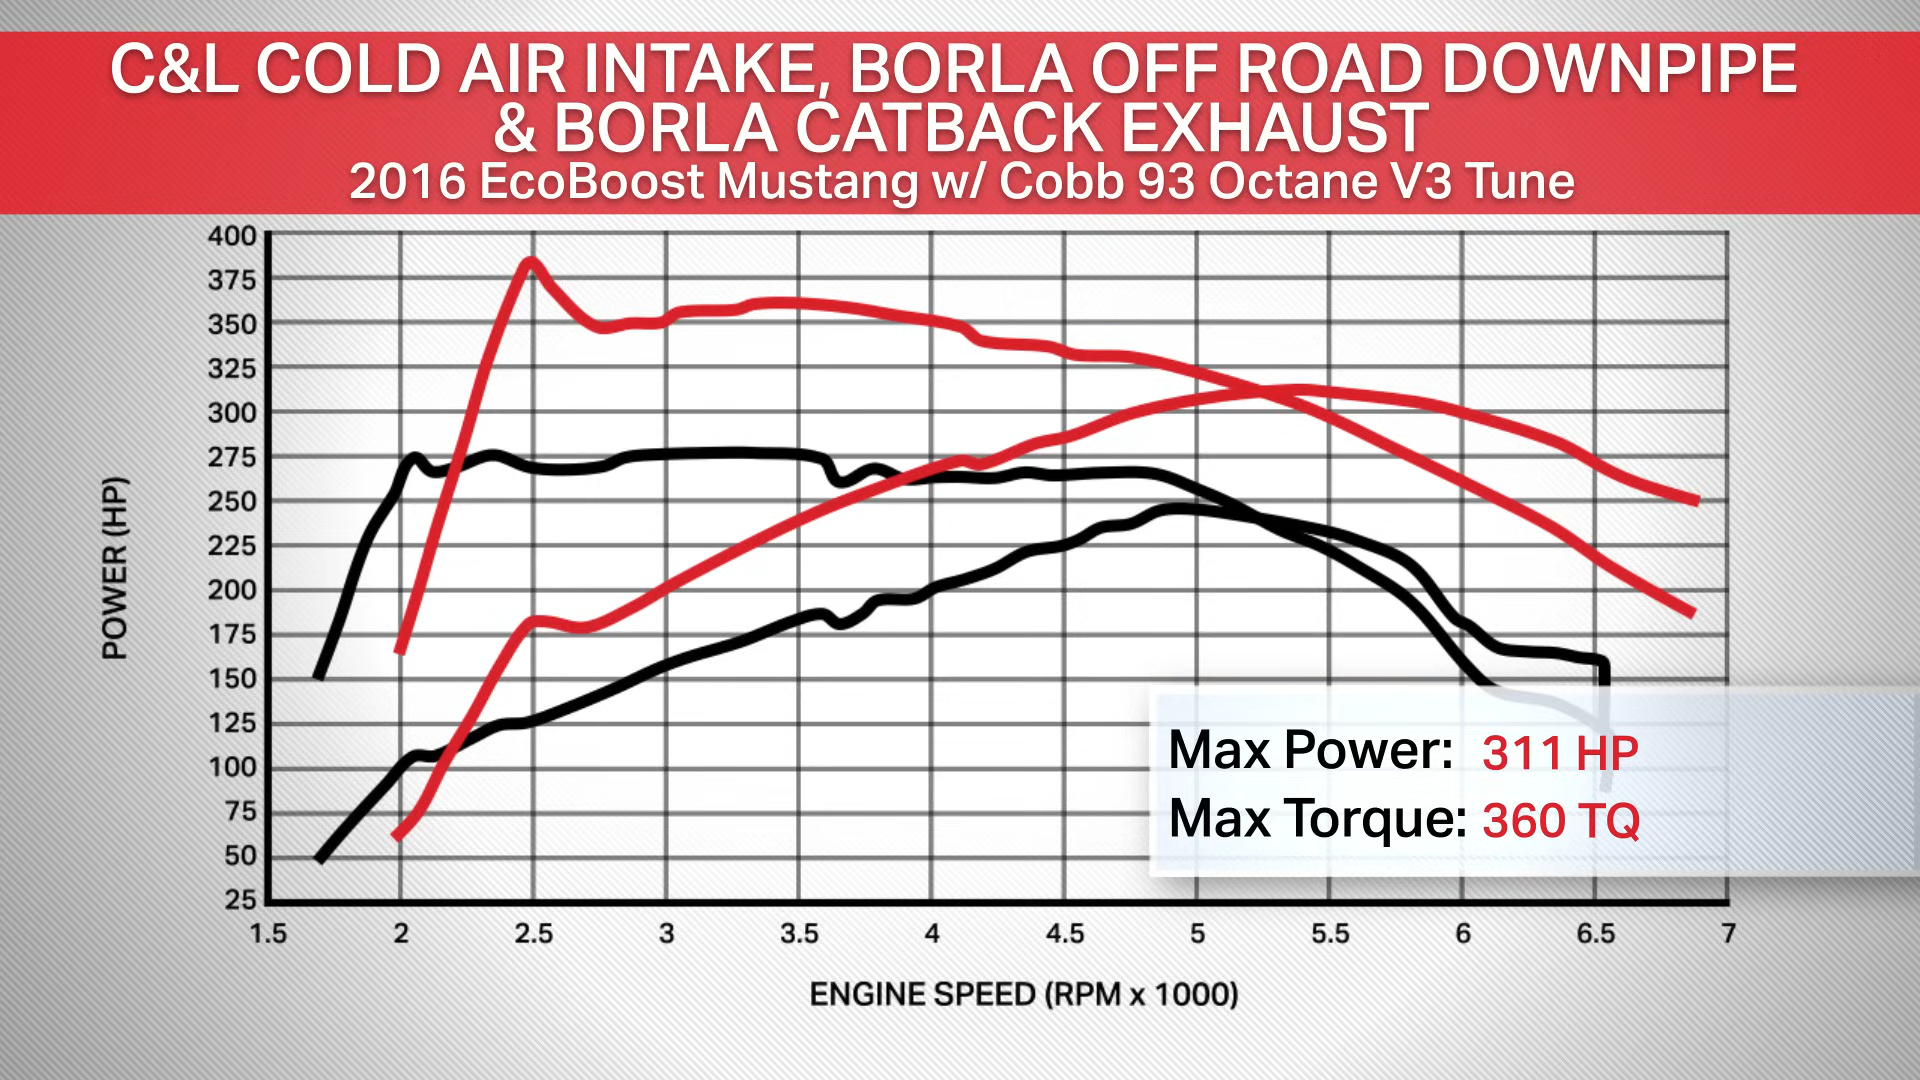 C&L COLD AIR INTAKE, BORLA OFF ROAD DOWNPIPE
& BORLA CATBACK EXHAUST
2016 EcoBoost Mustang w/ Cobb 93 Octane V3 Tune
400
375
350
325
300
275
250
225
200
175
150
125
100
75
50
25
POWER (HP)
Max Power: 311 HP
Max Torque: 360 TQ
1.5 2 2.5 3 3.5 4 4.5 5 5.5 6 6.5 7
ENGINE SPEED (RPM x 1000)